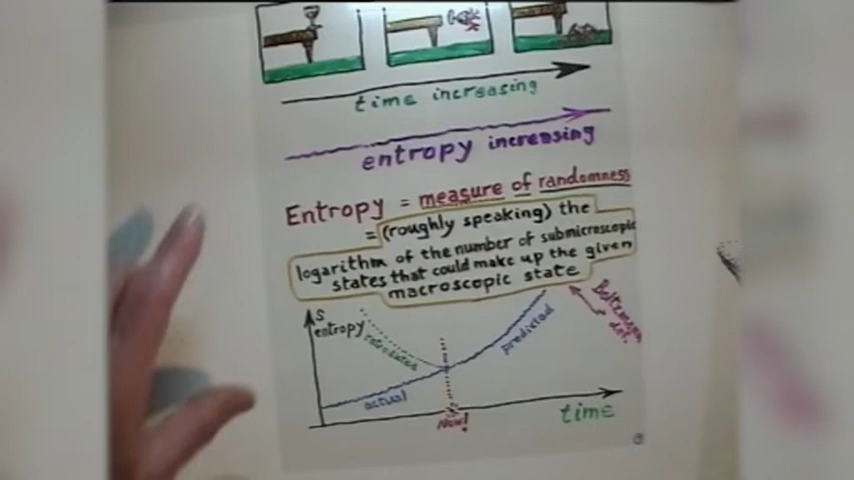 time increasing
entropy increasing
Entropy = measure of randomness
= (roughly speaking) the
logarithm of the number of submicroscopic
states that could make up the given
macroscopic state
Boltzmann
def.
S
entropy
retrodicted
predicted
actual
Now!
time